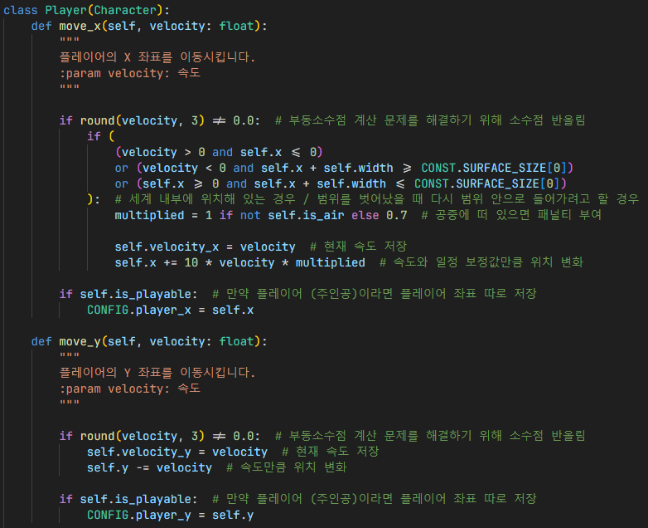 class Player(Character):
    def move_x(self, velocity: float):
        """
        플레이어의 X 좌표를 이동시킵니다.
        :param velocity: 속도
        """

        if round(velocity, 3) != 0.0:  # 부동소수점 계산 문제를 해결하기 위해 소수점 반올림
            if (
                (velocity > 0 and self.x <= 0)
                or (velocity < 0 and self.x + self.width >= CONST.SURFACE_SIZE[0])
                or (self.x >= 0 and self.x + self.width <= CONST.SURFACE_SIZE[0])
            ):  # 세계 내부에 위치해 있는 경우 / 범위를 벗어났을 때 다시 범위 안으로 들어가려고 할 경우
                multiplied = 1 if not self.is_air else 0.7  # 공중에 떠 있으면 패널티 부여

                self.velocity_x = velocity  # 현재 속도 저장
                self.x += 10 * velocity * multiplied  # 속도와 일정 보정값만큼 위치 변화

        if self.is_playable:  # 만약 플레이어 (주인공)이라면 플레이어 좌표 따로 저장
            CONFIG.player_x = self.x

    def move_y(self, velocity: float):
        """
        플레이어의 Y 좌표를 이동시킵니다.
        :param velocity: 속도
        """

        if round(velocity, 3) != 0.0:  # 부동소수점 계산 문제를 해결하기 위해 소수점 반올림
            self.velocity_y = velocity  # 현재 속도 저장
            self.y -= velocity  # 속도만큼 위치 변화

        if self.is_playable:  # 만약 플레이어 (주인공)이라면 플레이어 좌표 따로 저장
            CONFIG.player_y = self.y